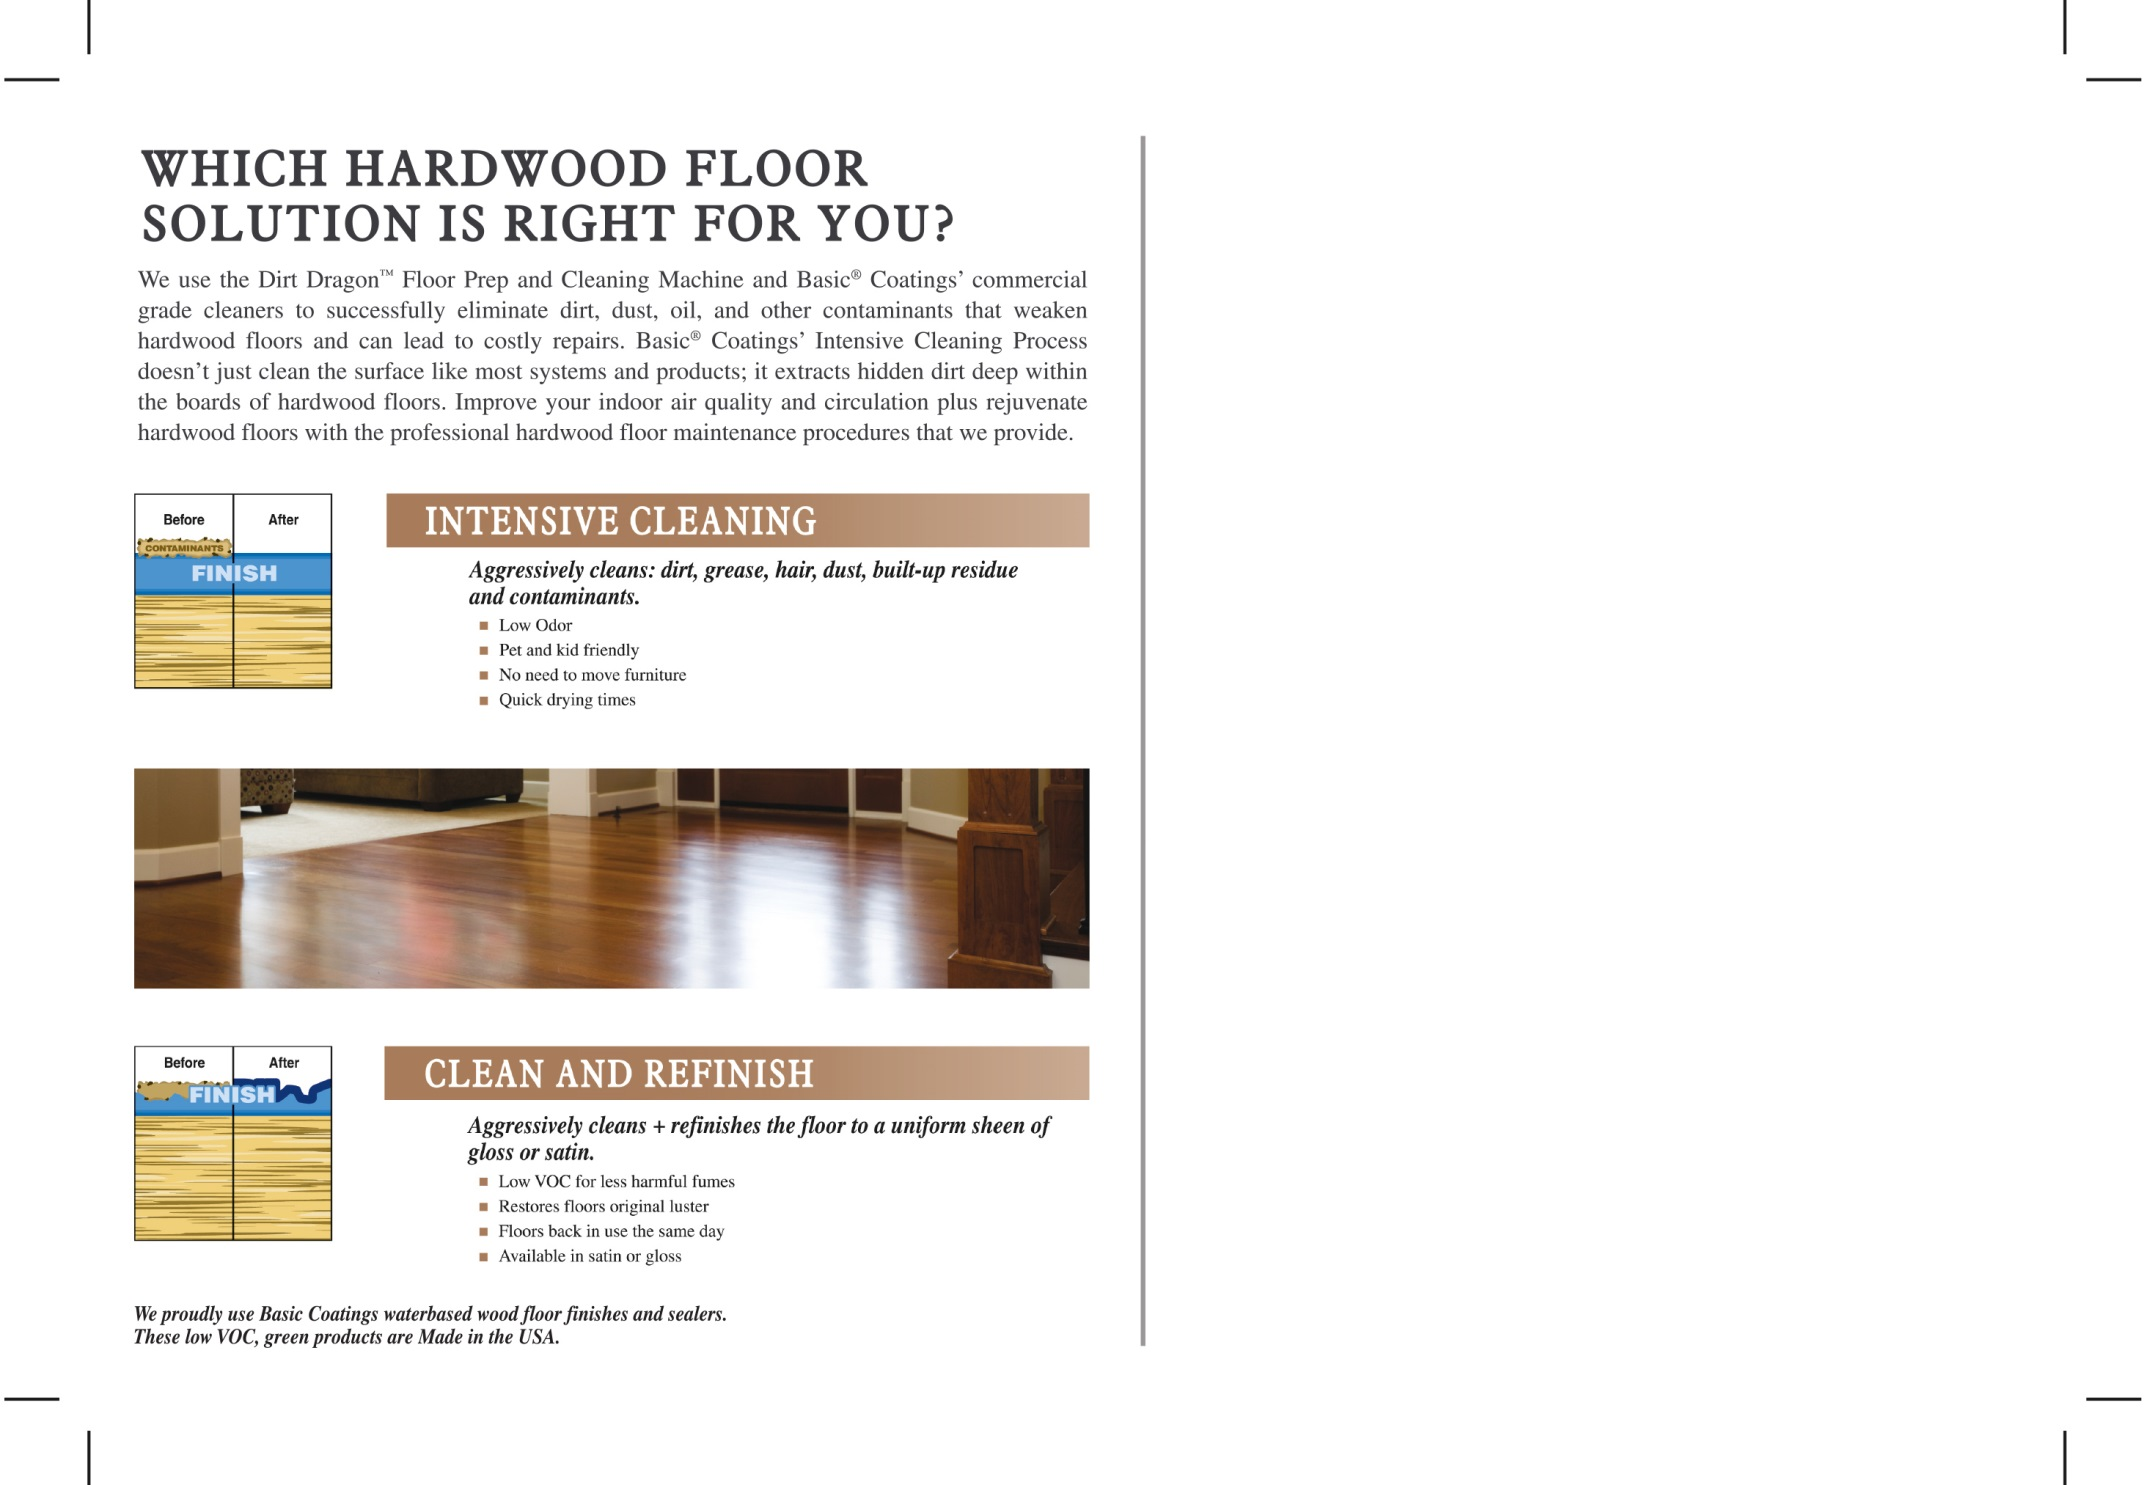 WHICH HARDWOOD FLOOR
SOLUTION IS RIGHT FOR YOU?
We use the Dirt Dragon™ Floor Prep and Cleaning Machine and Basic® Coatings’ commercial
grade cleaners to successfully eliminate dirt, dust, oil, and other contaminants that weaken
hardwood floors and can lead to costly repairs. Basic® Coatings’ Intensive Cleaning Process
doesn’t just clean the surface like most systems and products; it extracts hidden dirt deep within
the boards of hardwood floors. Improve your indoor air quality and circulation plus rejuvenate
hardwood floors with the professional hardwood floor maintenance procedures that we provide.
Before After
CONTAMINANTS
FINISH
INTENSIVE CLEANING
Aggressively cleans: dirt, grease, hair, dust, built-up residue
and contaminants.
■ Low Odor
■ Pet and kid friendly
■ No need to move furniture
■ Quick drying times
Before After
FINISH
CLEAN AND REFINISH
Aggressively cleans + refinishes the floor to a uniform sheen of
gloss or satin.
■ Low VOC for less harmful fumes
■ Restores floors original luster
■ Floors back in use the same day
■ Available in satin or gloss
We proudly use Basic Coatings waterbased wood floor finishes and sealers.
These low VOC, green products are Made in the USA.